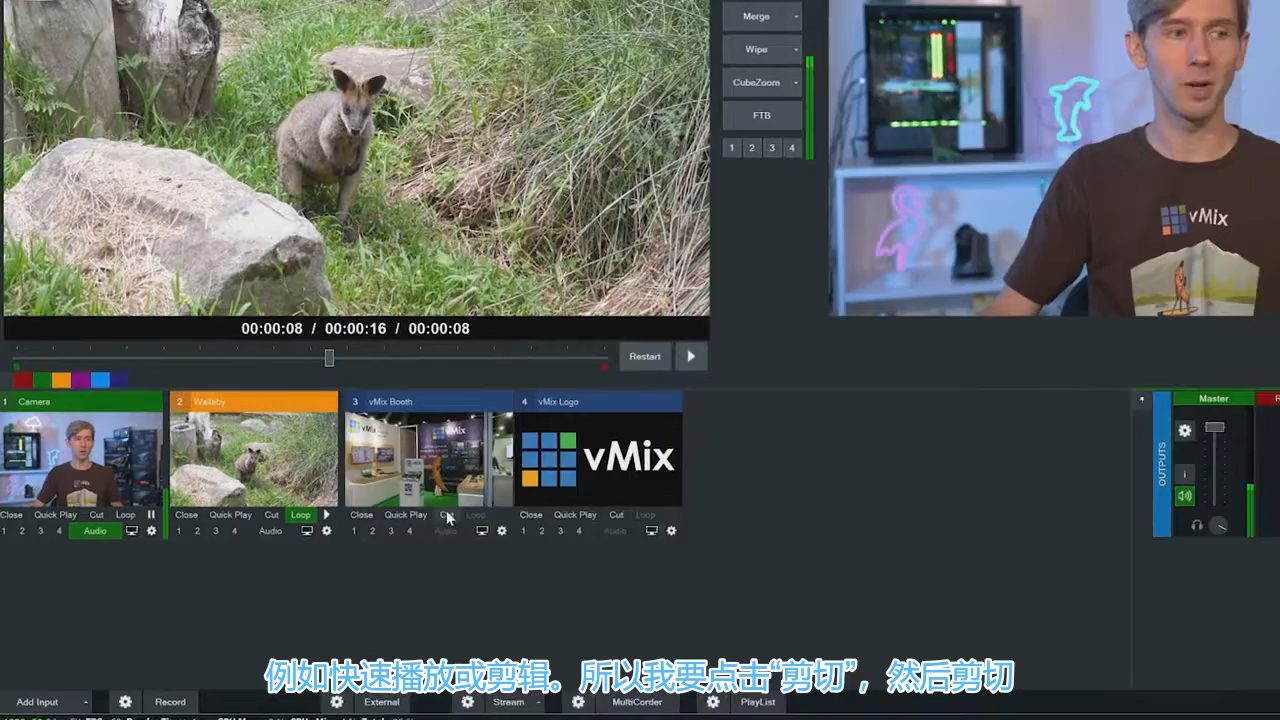 Merge
Wipe
CubeZoom
FTB
1 2 3 4
vMix
00:00:08 / 00:00:16 / 00:00:08
Restart
1 Camera
2 Wallaby
3 vMix Booth
4 vMix Logo
Master
vMix
OUTPUTS
Close Quick Play Cut Loop
Close Quick Play Cut Loop
Close Quick Play Loop
Close Quick Play Cut Loop
1 2 3 4 Audio
1 2 3 4 Audio
1 2 3 4 Audio
1 2 3 4 Audio
例如快速播放或剪辑。所以我要点击“剪切”，然后剪切
Add Input
Record
External
Stream
MultiCorder
PlayList